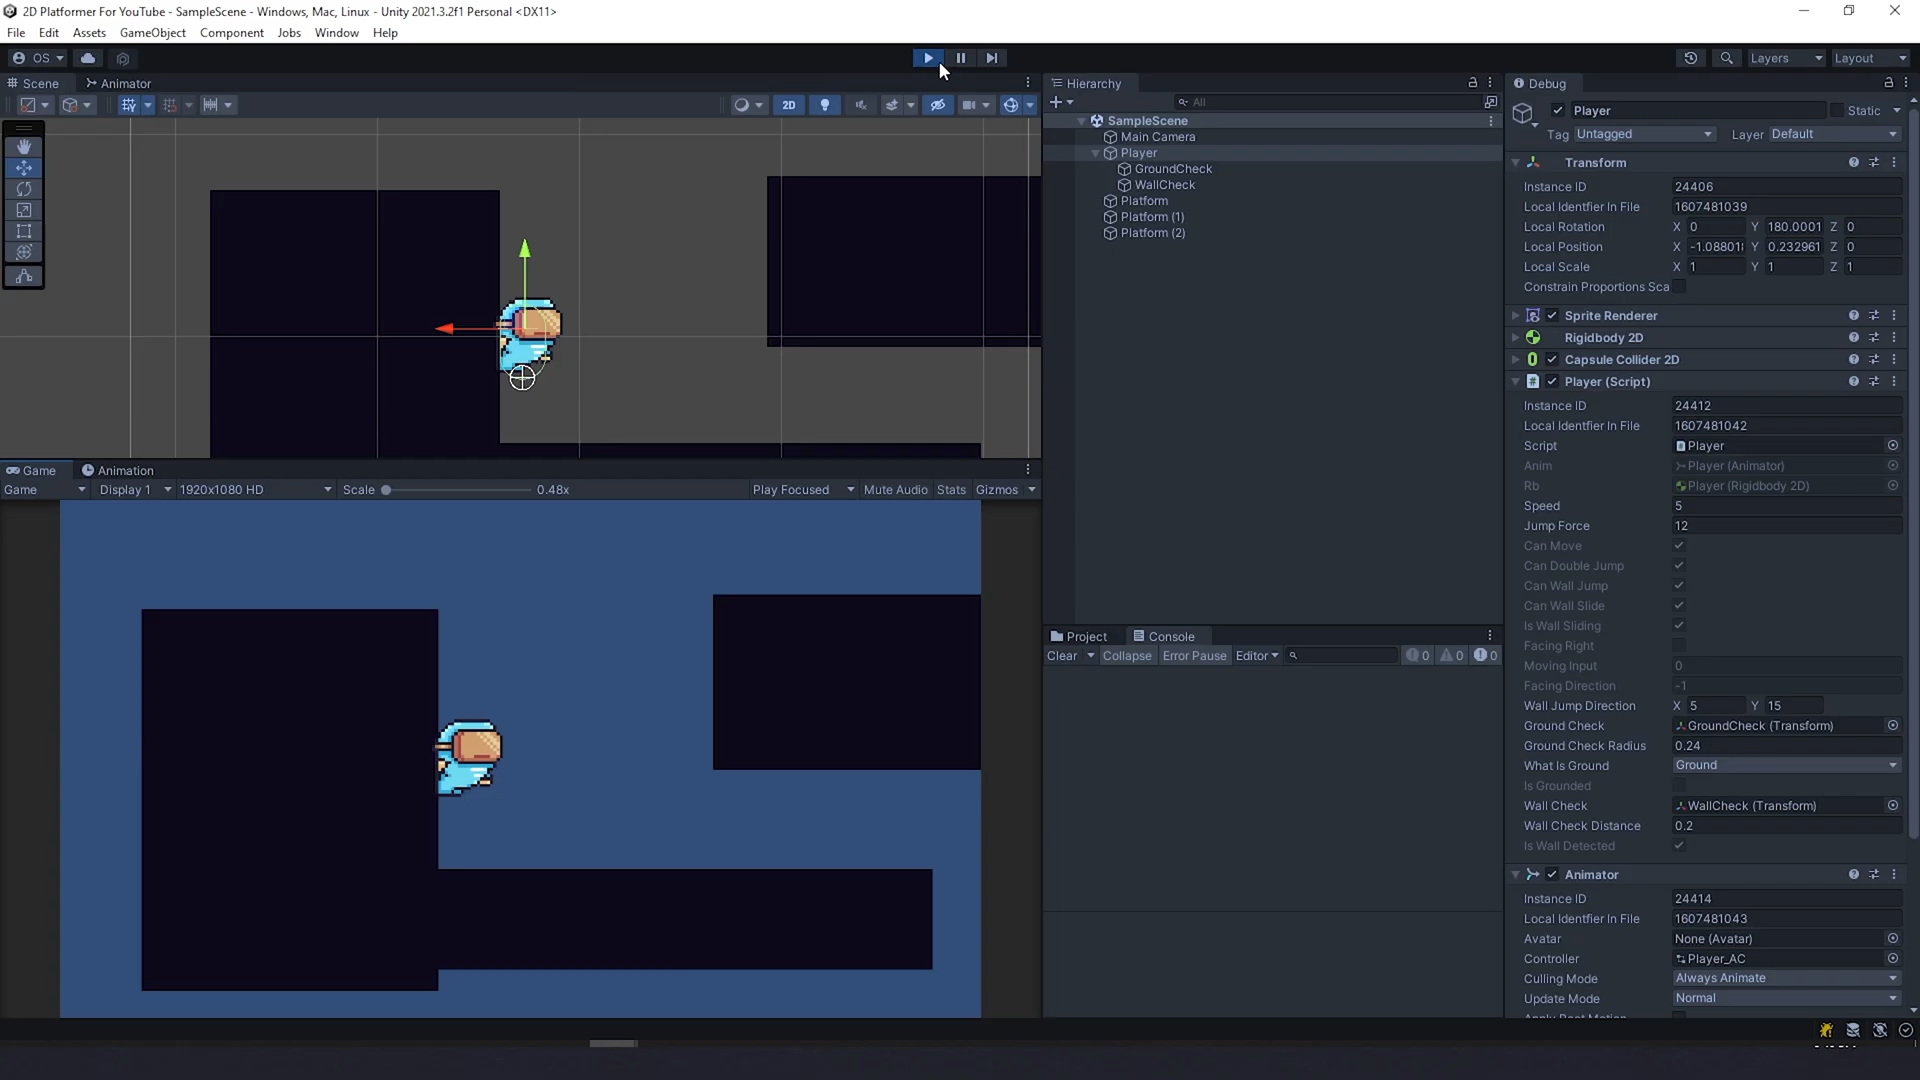 2D Platformer For YouTube - SampleScene - Windows, Mac, Linux - Unity 2021.3.2f1 Personal <DX11>
File Edit Assets GameObject Component Jobs Window Help
OS Layers Layout
Scene Animator
2D
Game Animation
Game Display 1 1920x1080 HD Scale 0.48x Play Focused Mute Audio Stats Gizmos
Hierarchy
All
SampleScene
Main Camera
Player
GroundCheck
WallCheck
Platform
Platform (1)
Platform (2)
Project Console
Clear Collapse Error Pause Editor 0 0 0
Debug
Player Static
Tag Untagged Layer Default
Transform
Instance ID 24406
Local Identfier In File 1607481039
Local Rotation X 0 Y 180.0001 Z 0
Local Position X -1.08801 Y 0.232961 Z 0
Local Scale X 1 Y 1 Z 1
Constrain Proportions Sca
Sprite Renderer
Rigidbody 2D
Capsule Collider 2D
# Player (Script)
Instance ID 24412
Local Identfier In File 1607481042
Script Player
Anim Player (Animator)
Rb Player (Rigidbody 2D)
Speed 5
Jump Force 12
Can Move
Can Double Jump
Can Wall Jump
Can Wall Slide
Is Wall Sliding
Facing Right
Moving Input 0
Facing Direction -1
Wall Jump Direction X 5 Y 15
Ground Check GroundCheck (Transform)
Ground Check Radius 0.24
What Is Ground Ground
Is Grounded
Wall Check WallCheck (Transform)
Wall Check Distance 0.2
Is Wall Detected
Animator
Instance ID 24414
Local Identfier In File 1607481043
Avatar None (Avatar)
Controller Player_AC
Culling Mode Always Animate
Update Mode Normal